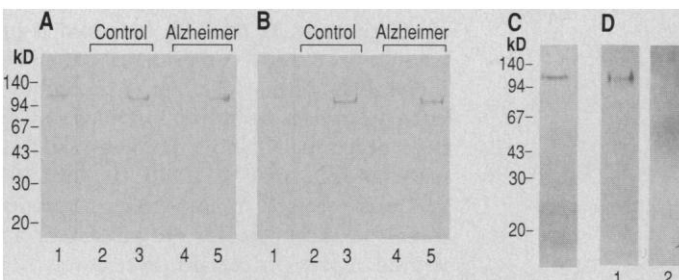 A
Control
Alzheimer
kD
140-
94-
67-
43-
30-
20-
1 2 3 4 5
B
Control
Alzheimer
1 2 3 4 5
C
kD
140-
94-
67-
43-
30-
20-
D
1 2